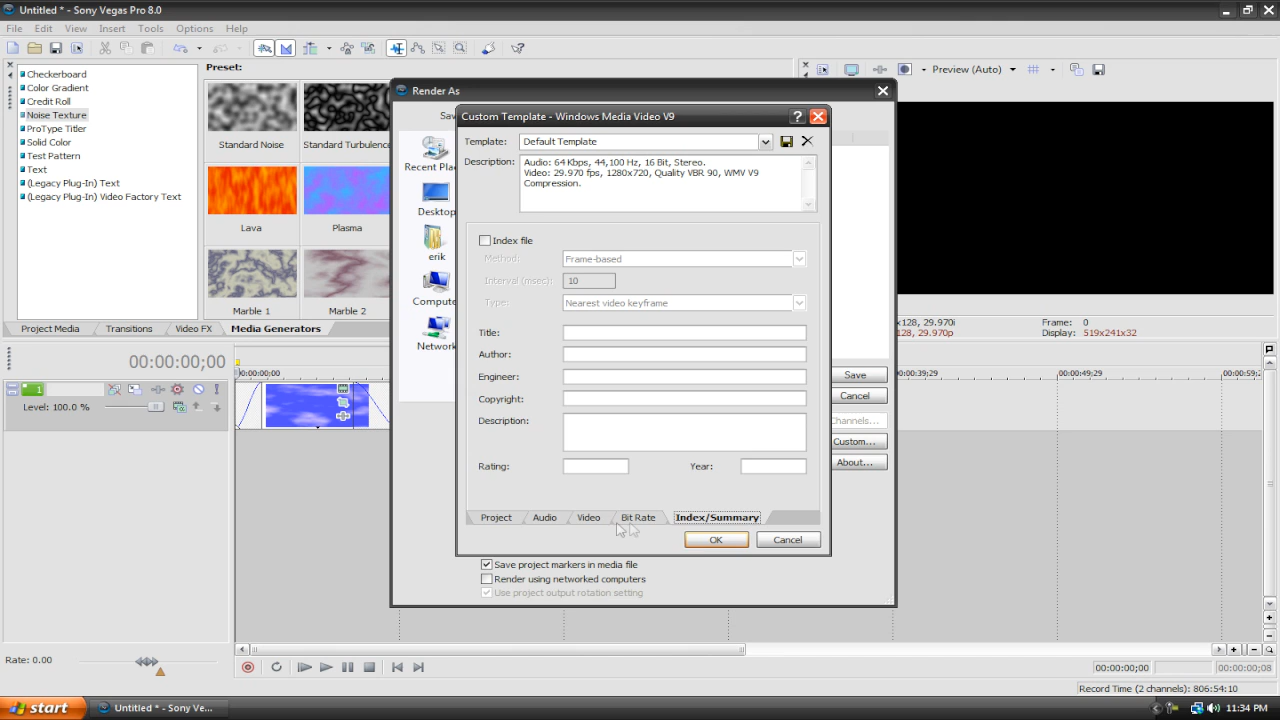 Untitled * - Sony Vegas Pro 8.0
File Edit View Insert Tools Options Help
Checkerboard
Color Gradient
Credit Roll
Noise Texture
ProType Titler
Solid Color
Test Pattern
Text
(Legacy Plug-In) Text
(Legacy Plug-In) Video Factory Text
Preset:
Standard Noise
Standard Turbulence
Lava
Plasma
Marble 1
Marble 2
Project Media Transitions Video FX Media Generators
Preview (Auto)
x128, 29.970i
128, 29.970p
Frame: 0
Display: 519x241x32
Render As
Recent Plac
Desktop
erik
Compute
Network
Save
Cancel
Channels...
Custom...
About...
Save project markers in media file
Render using networked computers
Use project output rotation setting
Custom Template - Windows Media Video V9
Template: Default Template
Description: Audio: 64 Kbps, 44,100 Hz, 16 Bit, Stereo.
Video: 29.970 fps, 1280x720, Quality VBR 90, WMV V9
Compression.
Index file
Method: Frame-based
Interval (msec): 10
Type: Nearest video keyframe
Title:
Author:
Engineer:
Copyright:
Description:
Rating: Year:
Project Audio Video Bit Rate Index/Summary
OK Cancel
00:00:00;00
00:00:39;29 00:00:49;29
1
Level: 100.0 %
Rate: 0.00
00:00:00;00 00:00:00;08
Record Time (2 channels): 806:54:10
start Untitled * - Sony Ve... 11:34 PM